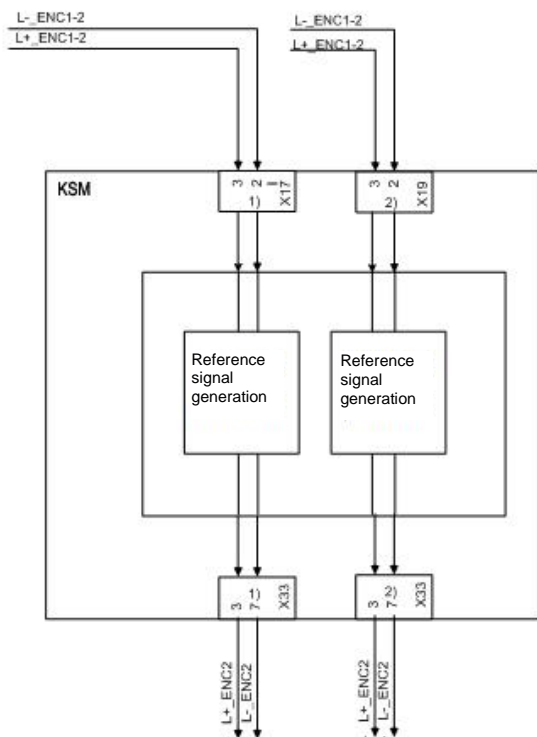 L-_ENC1-2
L+_ENC1-2
L-_ENC1-2
L+_ENC1-2
KSM
3 2 1) X17
3 2 2) X19
Reference
signal
generation
Reference
signal
generation
3 7 1) X33
3 7 2) X33
L+_ENC2
L-_ENC2
L+_ENC2
L-_ENC2